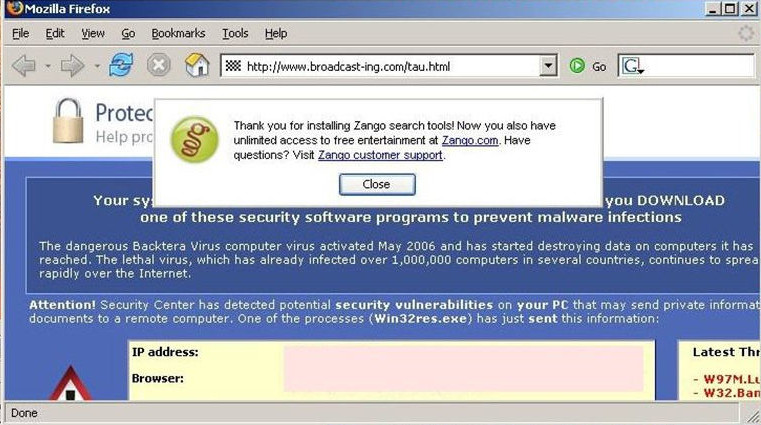 Mozilla Firefox
File Edit View Go Bookmarks Tools Help
http://www.broadcast-ing.com/tau.html Go G
Protec
Help pro
Thank you for installing Zango search tools! Now you also have
unlimited access to free entertainment at Zango.com. Have
questions? Visit Zango customer support.
Close
Your sys you DOWNLOAD
one of these security software programs to prevent malware infections
The dangerous Backtera Virus computer virus activated May 2006 and has started destroying data on computers it has
reached. The lethal virus, which has already infected over 1,000,000 computers in several countries, continues to sprea
rapidly over the Internet.
Attention! Security Center has detected potential security vulnerabilities on your PC that may send private informat
documents to a remote computer. One of the processes (Win32res.exe) has just sent this information:
IP address:
Browser:
Latest Thr
- W97M.Lu
- W32.Ban
Done